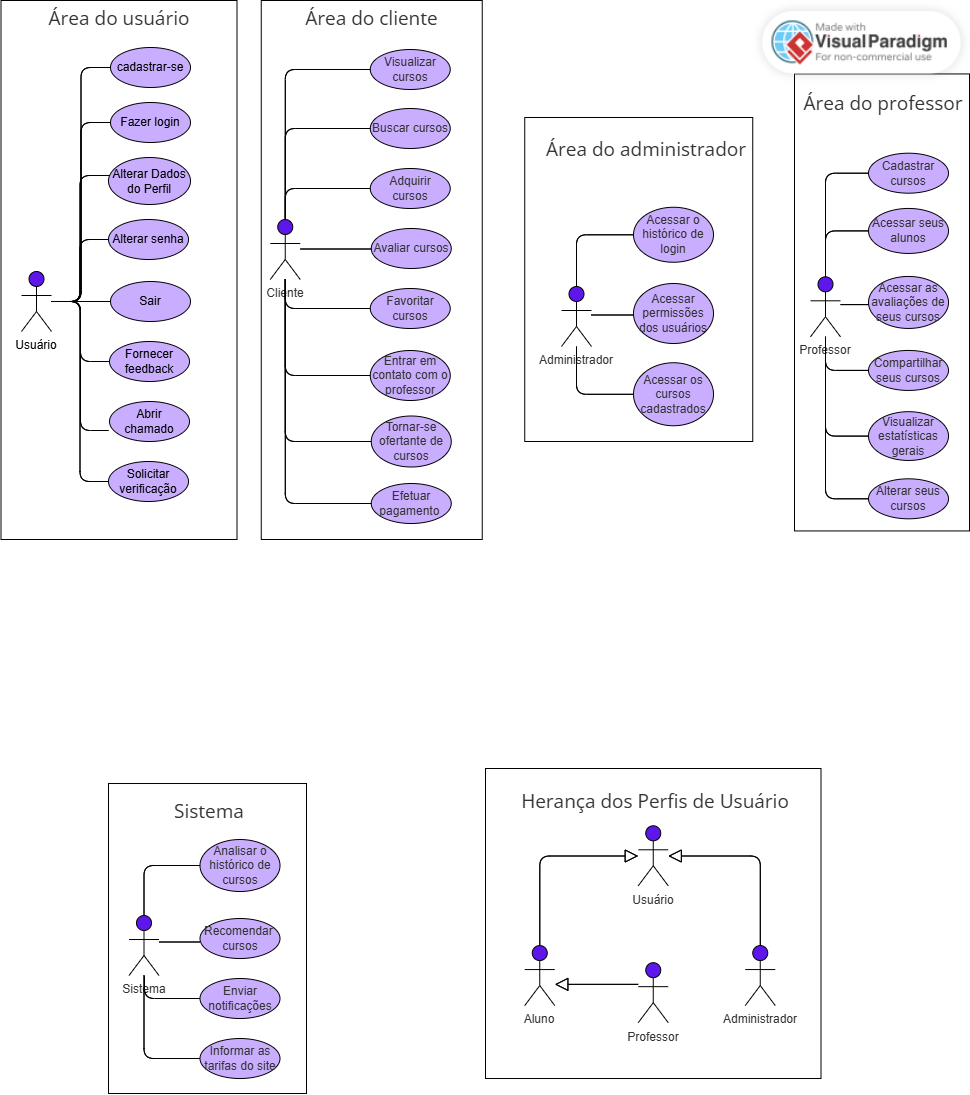 Área do usuário
cadastrar-se
Fazer login
Alterar Dados
do Perfil
Alterar senha
Sair
Fornecer
feedback
Abrir
chamado
Solicitar
verificação
Usuário
Área do cliente
Visualizar
cursos
Buscar cursos
Adquirir
cursos
Avaliar cursos
Favoritar
cursos
Entrar em
contato com o
professor
Tornar-se
ofertante de
cursos
Efetuar
pagamento
Cliente
Área do administrador
Acessar o
histórico de
login
Acessar
permissões
dos usuários
Acessar os
cursos
cadastrados
Administrador
Made with
Visual Paradigm
For non-commercial use
Área do professor
Cadastrar
cursos
Acessar seus
alunos
Acessar as
avaliações de
seus cursos
Compartilhar
seus cursos
Visualizar
estatísticas
gerais
Alterar seus
cursos
Professor
Sistema
Analisar o
histórico de
cursos
Recomendar
cursos
Enviar
notificações
Informar as
tarifas do site
Sistema
Herança dos Perfis de Usuário
Usuário
Aluno
Professor
Administrador